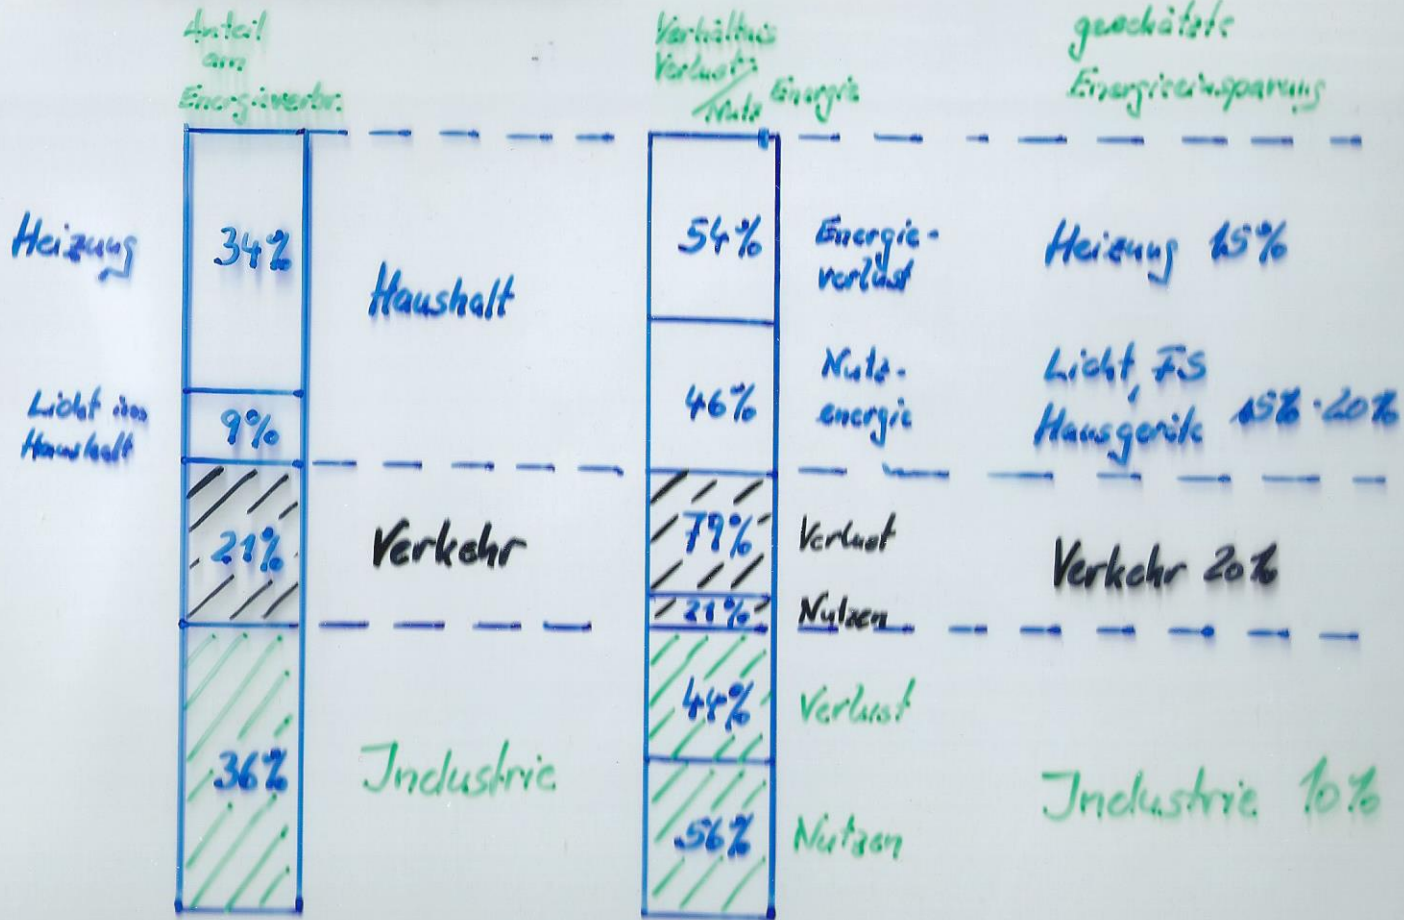 Anteil
am
Energieverbr.
Verhältnis
Verlust:
/Nutz Energie
geschätzte
Energieeinsparung
Heizung
34%
Haushalt
54%
Energie-
verlust
Heizung 15%
Licht im
Haushalt
9%
46%
Nutz-
energie
Licht, FS
Hausgeräte 15%-20%
21%
Verkehr
79%
Verlust
21%
Nutzen
Verkehr 20%
36%
Industrie
44%
Verlust
56%
Nutzen
Industrie 10%